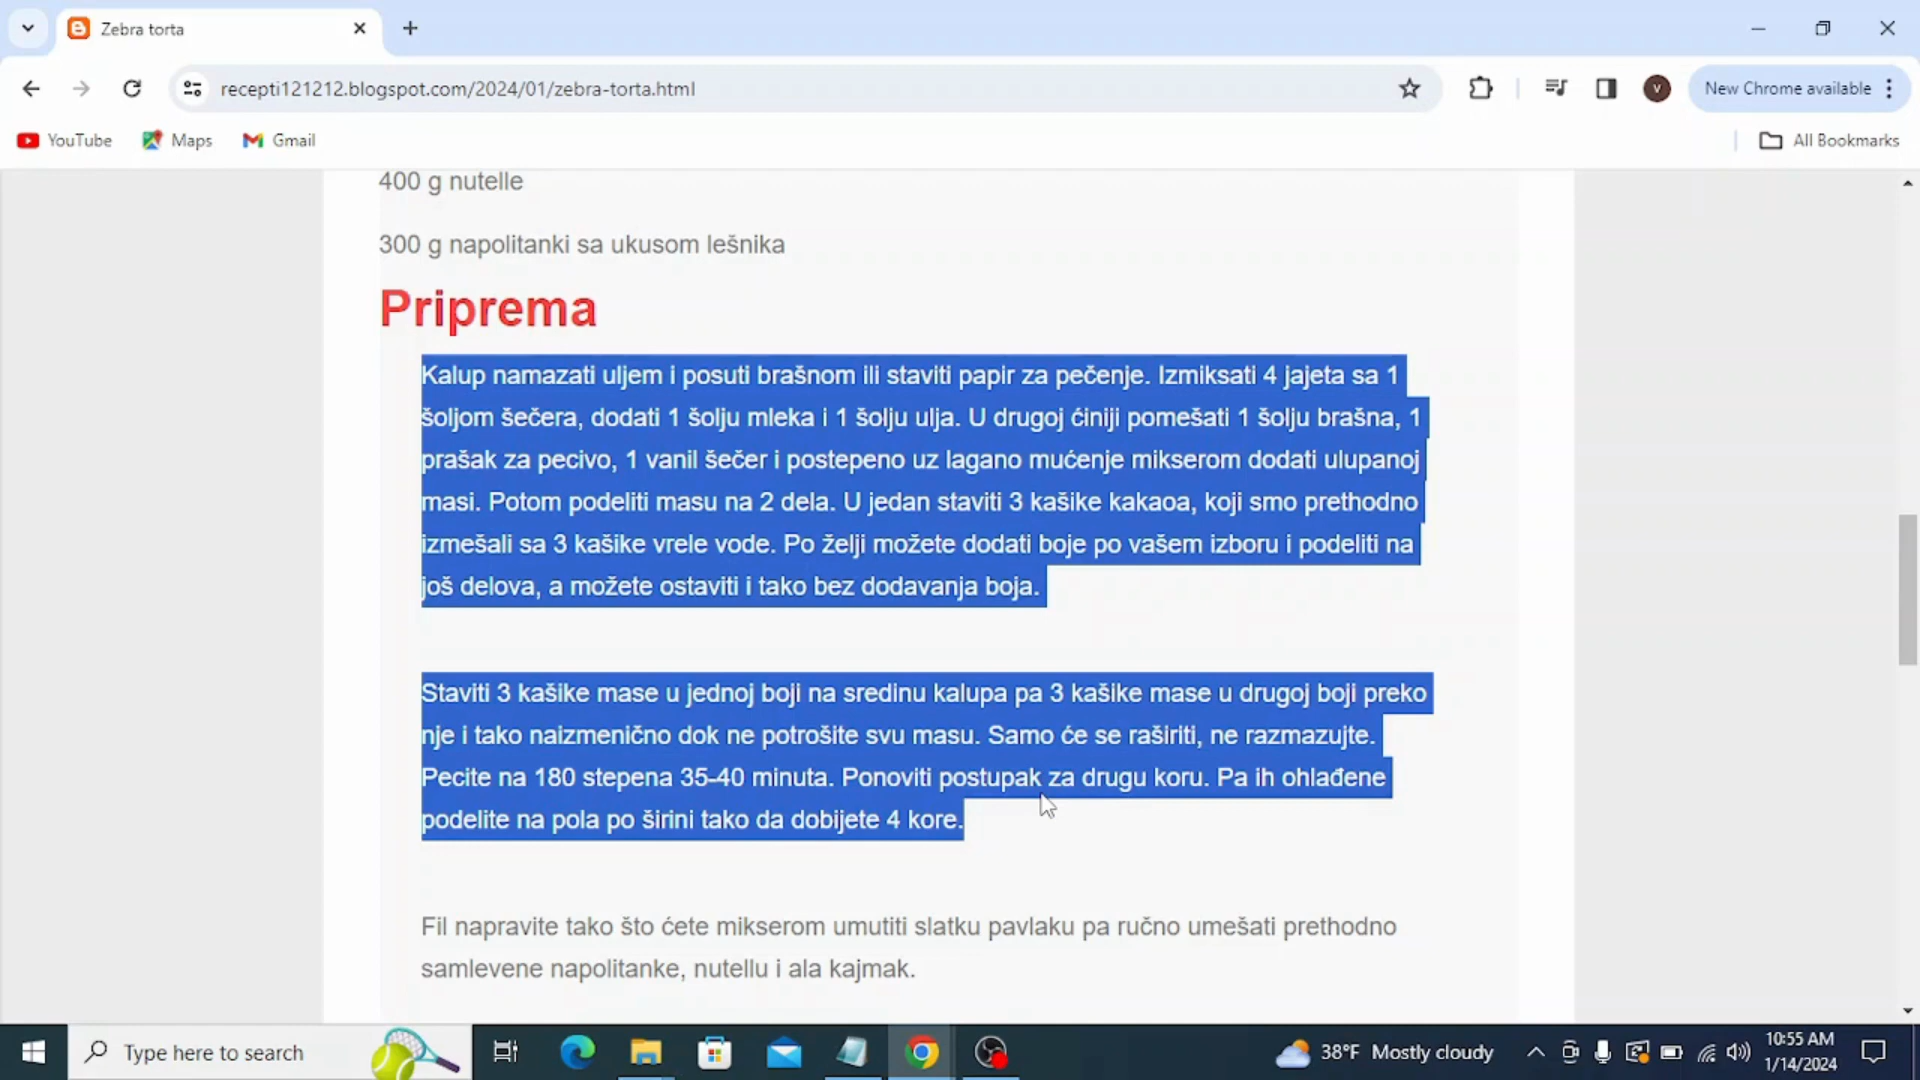 Zebra torta
recepti121212.blogspot.com/2024/01/zebra-torta.html
V
New Chrome available
YouTube
Maps
Gmail
All Bookmarks
400 g nutelle
300 g napolitanki sa ukusom lešnika
Priprema
Kalup namazati uljem i posuti brašnom ili staviti papir za pečenje. Izmiksati 4 jajeta sa 1
šoljom šečera, dodati 1 šolju mleka i 1 šolju ulja. U drugoj ćiniji pomešati 1 šolju brašna, 1
prašak za pecivo, 1 vanil šečer i postepeno uz lagano mućenje mikserom dodati ulupanoj
masi. Potom podeliti masu na 2 dela. U jedan staviti 3 kašike kakaoa, koji smo prethodno
izmešali sa 3 kašike vrele vode. Po želji možete dodati boje po vašem izboru i podeliti na
još delova, a možete ostaviti i tako bez dodavanja boja.
Staviti 3 kašike mase u jednoj boji na sredinu kalupa pa 3 kašike mase u drugoj boji preko
nje i tako naizmenično dok ne potrošite svu masu. Samo će se raširiti, ne razmazujte.
Pecite na 180 stepena 35-40 minuta. Ponoviti postupak za drugu koru. Pa ih ohlađene
podelite na pola po širini tako da dobijete 4 kore.
Fil napravite tako što ćete mikserom umutiti slatku pavlaku pa ručno umešati prethodno
samlevene napolitanke, nutellu i ala kajmak.
Type here to search
38°F Mostly cloudy
10:55 AM
1/14/2024